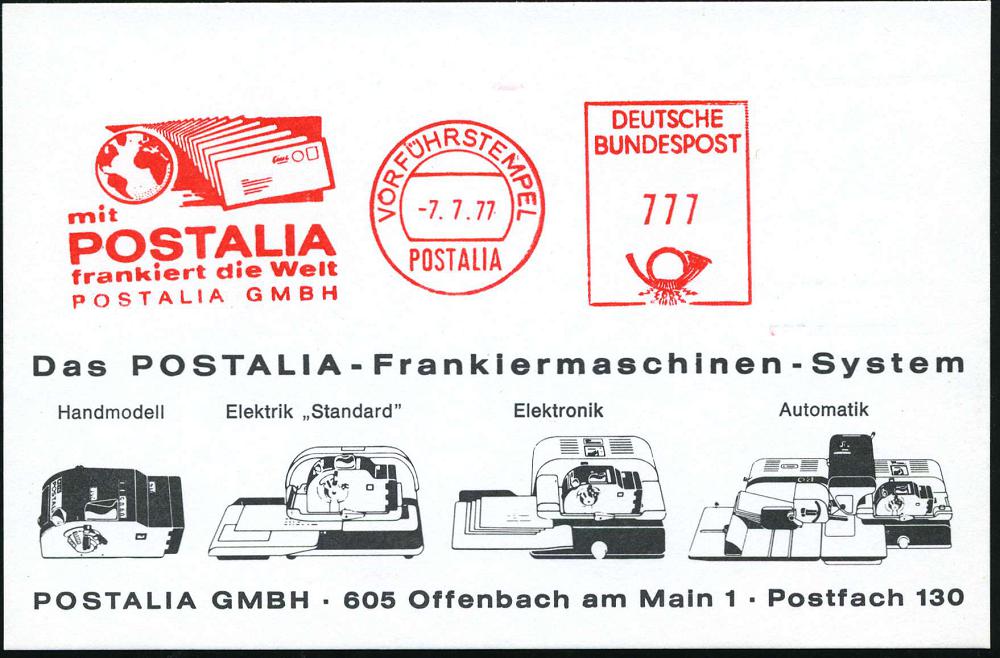 mit
POSTALIA
frankiert die Welt
POSTALIA GMBH
VORFÜHRSTEMPEL
-7. 7. 77
POSTALIA
DEUTSCHE
BUNDESPOST
777
Das POSTALIA-Frankiermaschinen-System
Handmodell
Elektrik „Standard”
Elektronik
Automatik
POSTALIA
POSTALIA GMBH · 605 Offenbach am Main 1 · Postfach 130